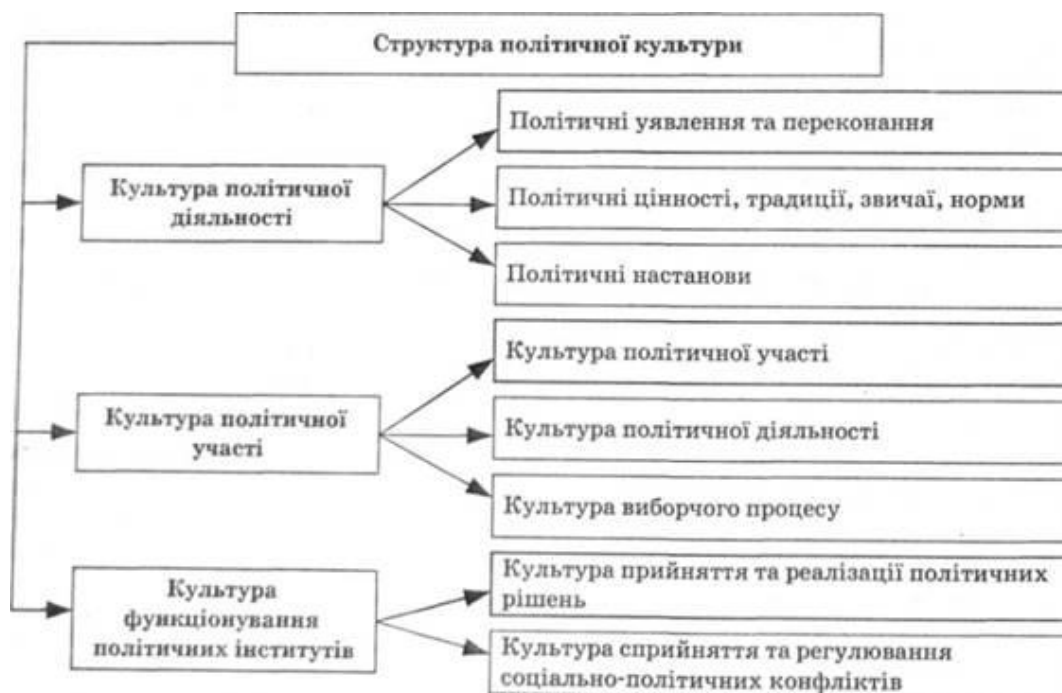 Структура політичної культури
Культура політичної
діяльності
Політичні уявлення та переконання
Політичні цінності, традиції, звичаї, норми
Політичні настанови
Культура політичної
участі
Культура політичної участі
Культура політичної діяльності
Культура виборчого процесу
Культура
функціонування
політичних інститутів
Культура прийняття та реалізації політичних
рішень
Культура сприйняття та регулювання
соціально-політичних конфліктів